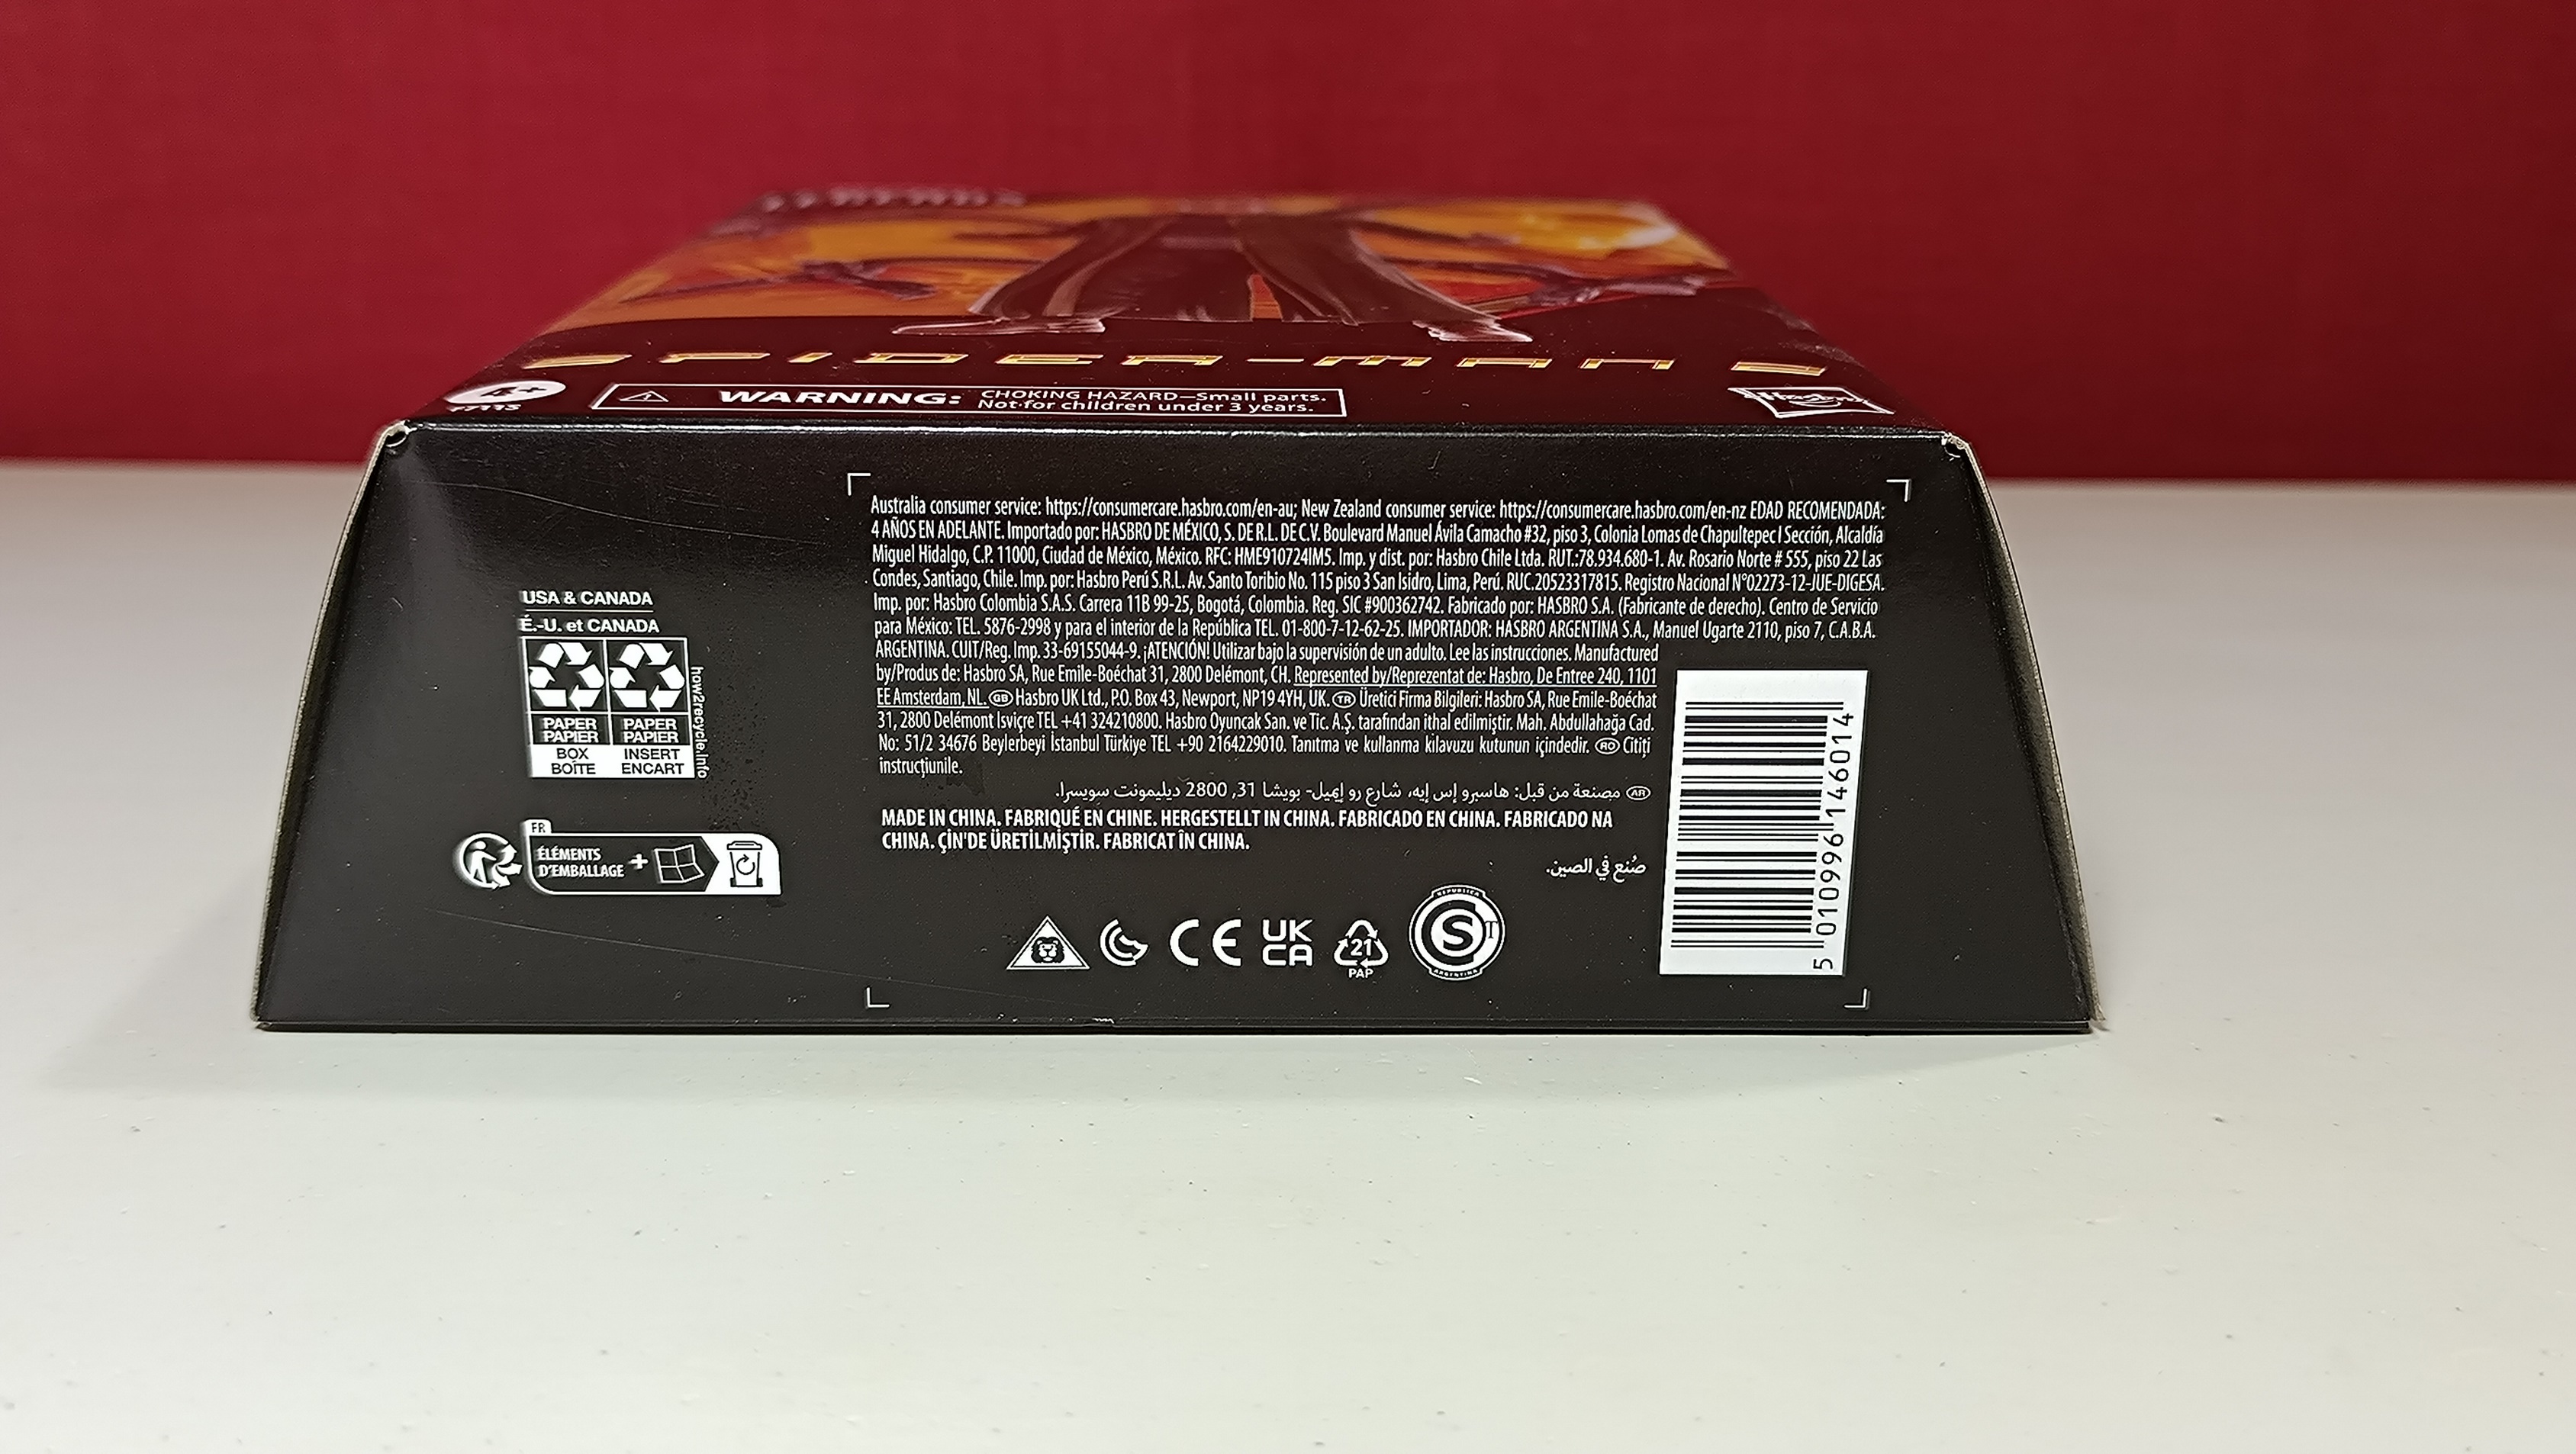 SPIDER-MAN 2
4+
WARNING: CHOKING HAZARD—Small parts.
Not for children under 3 years.
Hasbro
Australia consumer service: https://consumercare.hasbro.com/en-au; New Zealand consumer service: https://consumercare.hasbro.com/en-nz EDAD RECOMENDADA:
4 AÑOS EN ADELANTE. Importado por: HASBRO DE MÉXICO, S. DE R.L. DE C.V. Boulevard Manuel Ávila Camacho #32, piso 3, Colonia Lomas de Chapultepec I Sección, Alcaldía
Miguel Hidalgo, C.P. 11000, Ciudad de México, México. RFC: HME910724IM5. Imp. y dist. por: Hasbro Chile Ltda. RUT.:78.934.680-1. Av. Rosario Norte # 555, piso 22 Las
Condes, Santiago, Chile. Imp. por: Hasbro Perú S.R.L. Av. Santo Toribio No. 115 piso 3 San Isidro, Lima, Perú. RUC.20523317815. Registro Nacional N°02273-12-JUE-DIGESA.
Imp. por: Hasbro Colombia S.A.S. Carrera 11B 99-25, Bogotá, Colombia. Reg. SIC #900362742. Fabricado por: HASBRO S.A. (Fabricante de derecho). Centro de Servicio
para México: TEL. 5876-2998 y para el interior de la República TEL. 01-800-7-12-62-25. IMPORTADOR: HASBRO ARGENTINA S.A., Manuel Ugarte 2110, piso 7, C.A.B.A.
ARGENTINA. CUIT/Reg. Imp. 33-69155044-9. ¡ATENCIÓN! Utilizar bajo la supervisión de un adulto. Lee las instrucciones. Manufactured
by/Produs de: Hasbro SA, Rue Emile-Boéchat 31, 2800 Delémont, CH. Represented by/Reprezentat de: Hasbro, De Entree 240, 1101
EE Amsterdam, NL. GB Hasbro UK Ltd., P.O. Box 43, Newport, NP19 4YH, UK. TR Üretici Firma Bilgileri: Hasbro SA, Rue Emile-Boéchat
31, 2800 Delémont Isviçre TEL +41 324210800. Hasbro Oyuncak San. ve Tic. A.Ş. tarafından ithal edilmiştir. Mah. Abdullahağa Cad.
No: 51/2 34676 Beylerbeyi İstanbul Türkiye TEL +90 2164229010. Tanıtma ve kullanma kılavuzu kutunun içindedir. RO Citiți
instrucțiunile.
AR مصنعة من قبل: هاسبرو إس إيه، شارع رو إيميل- بويشا 31, 2800 ديليمونت سويسرا.
MADE IN CHINA. FABRIQUÉ EN CHINE. HERGESTELLT IN CHINA. FABRICADO EN CHINA. FABRICADO NA
CHINA. ÇİN'DE ÜRETİLMİŞTİR. FABRICAT ÎN CHINA.
صُنع في الصين.
USA & CANADA
É.-U. et CANADA
PAPER PAPER
PAPIER PAPIER
BOX INSERT
BOÎTE ENCART
how2recycle.info
FR
ÉLÉMENTS
D'EMBALLAGE +
CE UK
CA
21
PAP
REPUBLICA
S T
ARGENTINA
5 010996 146014